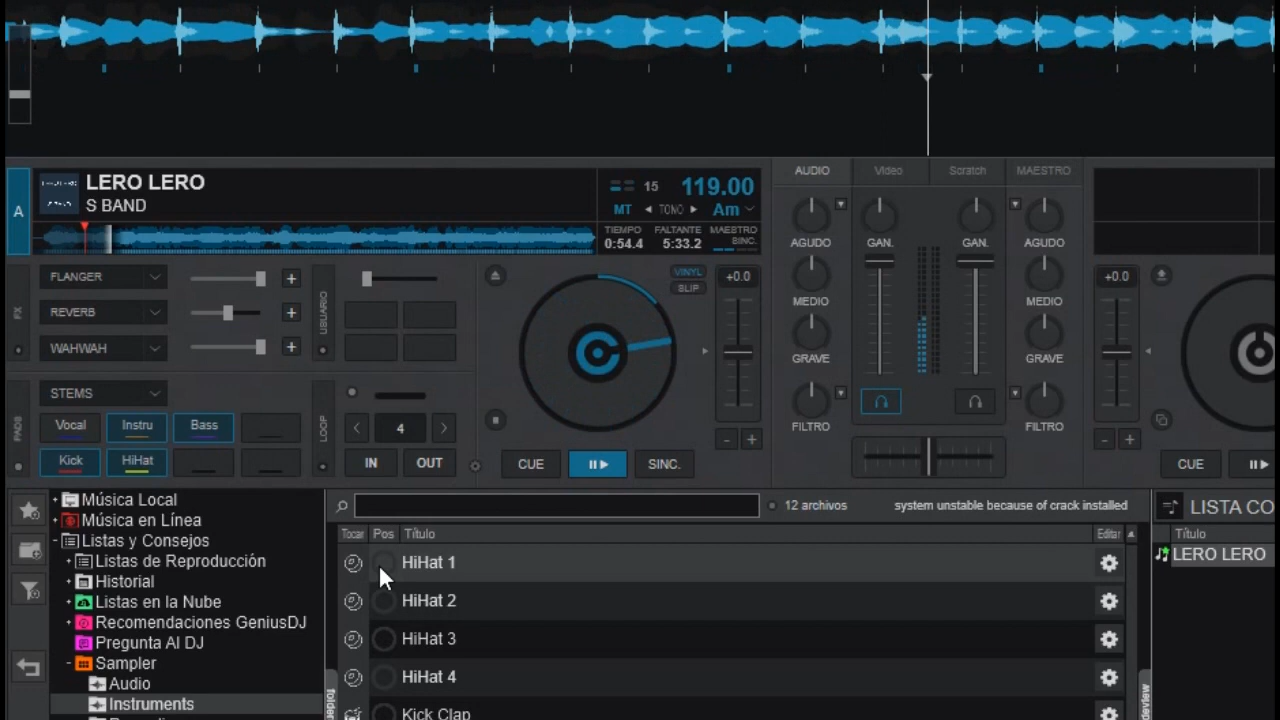 A
LERO LERO
S BAND
15 119.00
MT TONO Am
TIEMPO FALTANTE MAESTRO
0:54.4 5:33.2 SINC.
AUDIO Video Scratch MAESTRO
AGUDO GAN. GAN. AGUDO
MEDIO MEDIO
GRAVE GRAVE
FILTRO FILTRO
FX
FLANGER +
REVERB +
WAHWAH +
USUARIO
VINYL
SLIP
+0.0
+0.0
PADS
STEMS
Vocal Instru Bass
Kick HiHat
LOOP
4
IN OUT
CUE SINC.
- +
- +
CUE
Música Local
Música en Línea
Listas y Consejos
Listas de Reproducción
Historial
Listas en la Nube
Recomendaciones GeniusDJ
Pregunta Al DJ
Sampler
Audio
Instruments
12 archivos system unstable because of crack installed
Tocar Pos Título Editar
HiHat 1
HiHat 2
HiHat 3
HiHat 4
Kick Clap
folder
LISTA CO
Título
LERO LERO